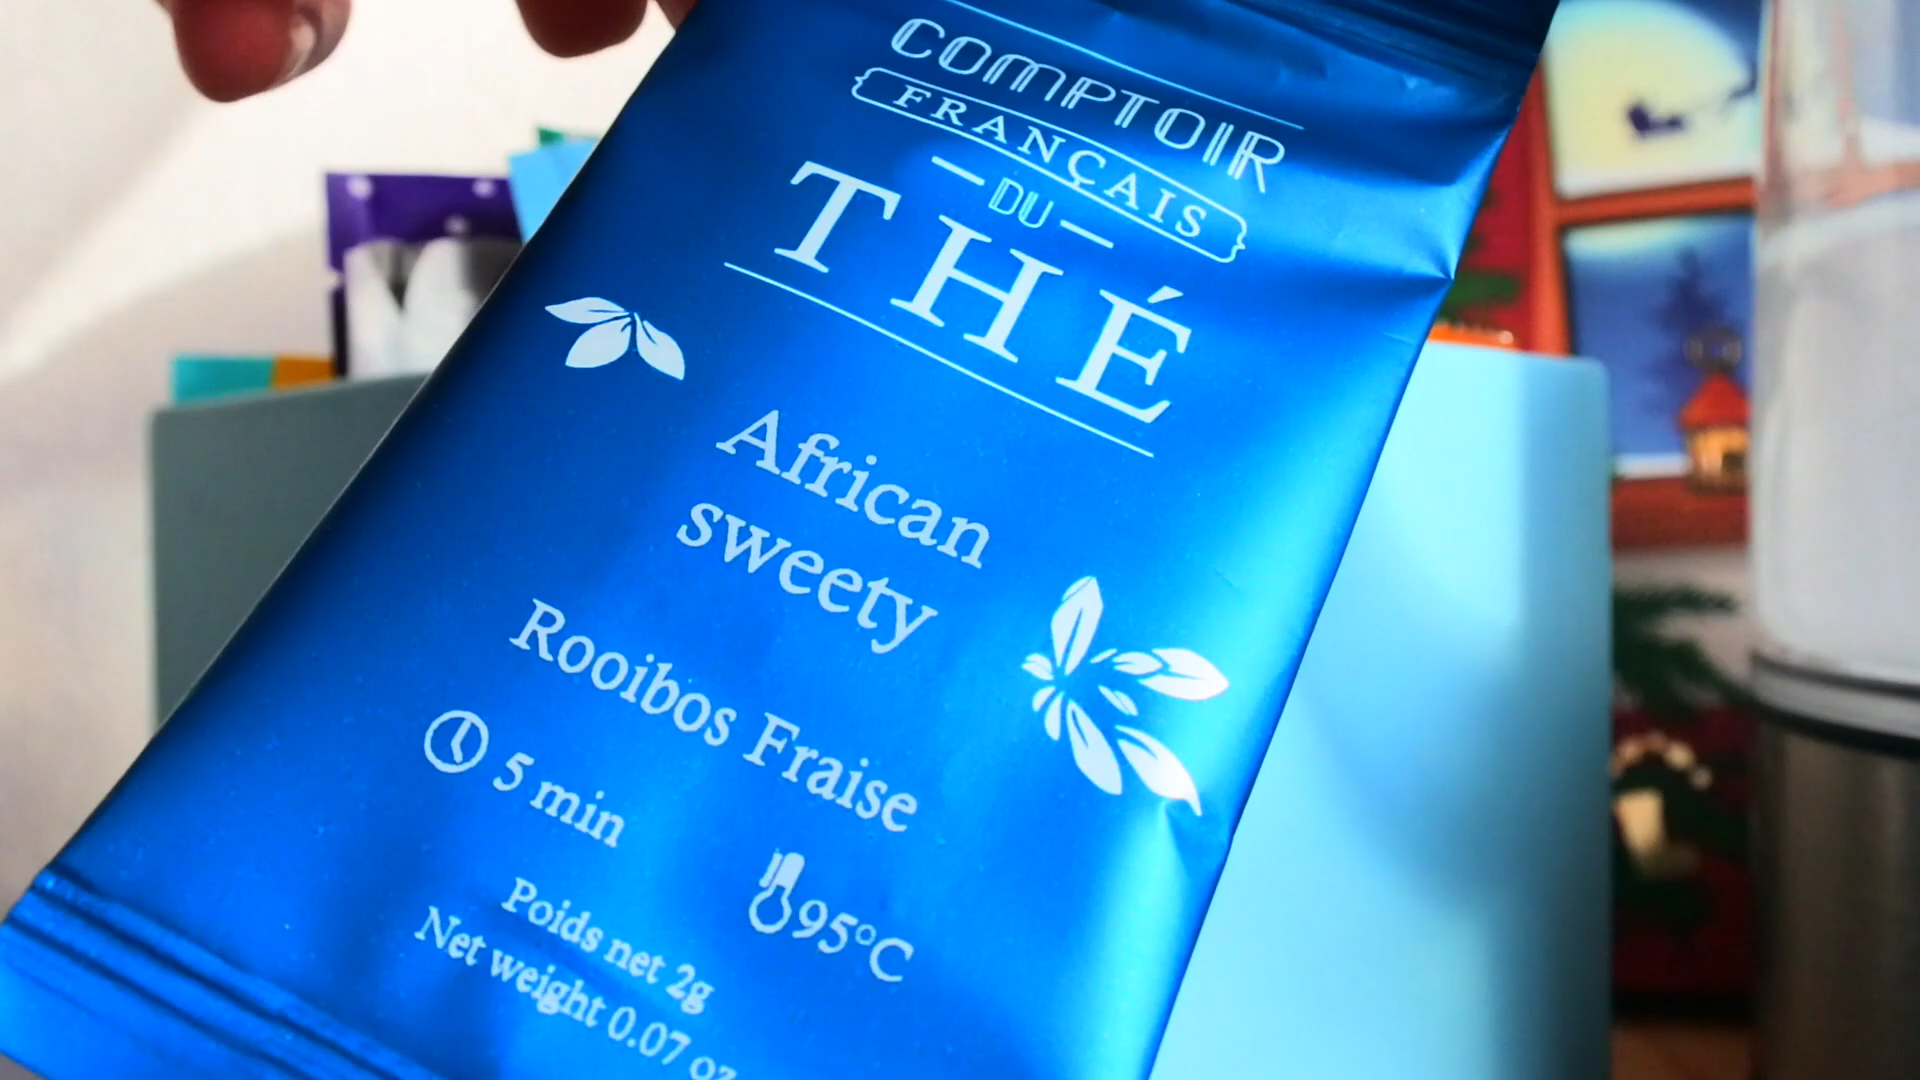 COMPTOIR
FRANÇAIS
DU
THÉ
African
sweety
Rooibos Fraise
5 min
95°C
Poids net 2g
Net weight 0.07 oz